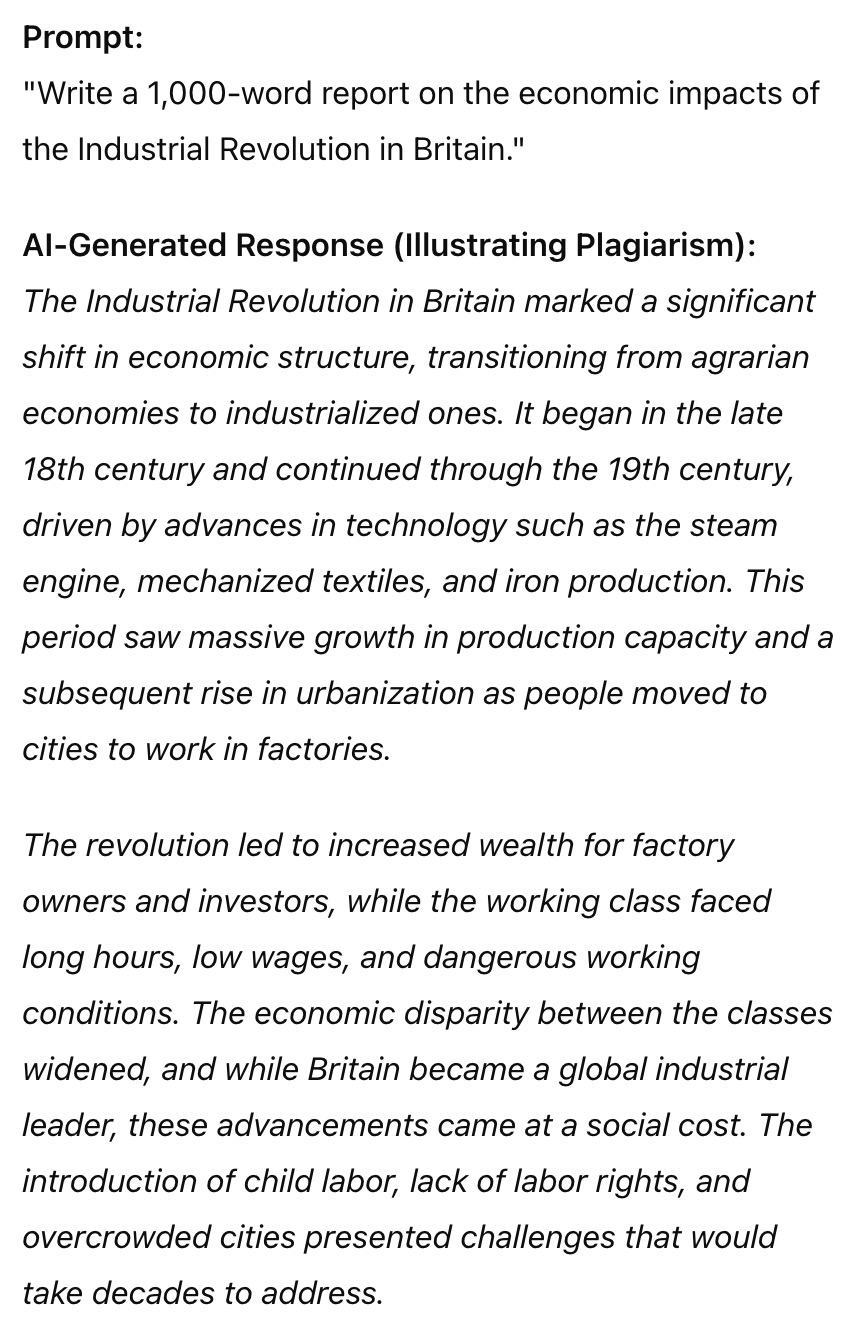 Prompt:
"Write a 1,000-word report on the economic impacts of
the Industrial Revolution in Britain."
AI-Generated Response (Illustrating Plagiarism):
The Industrial Revolution in Britain marked a significant
shift in economic structure, transitioning from agrarian
economies to industrialized ones. It began in the late
18th century and continued through the 19th century,
driven by advances in technology such as the steam
engine, mechanized textiles, and iron production. This
period saw massive growth in production capacity and a
subsequent rise in urbanization as people moved to
cities to work in factories.
The revolution led to increased wealth for factory
owners and investors, while the working class faced
long hours, low wages, and dangerous working
conditions. The economic disparity between the classes
widened, and while Britain became a global industrial
leader, these advancements came at a social cost. The
introduction of child labor, lack of labor rights, and
overcrowded cities presented challenges that would
take decades to address.